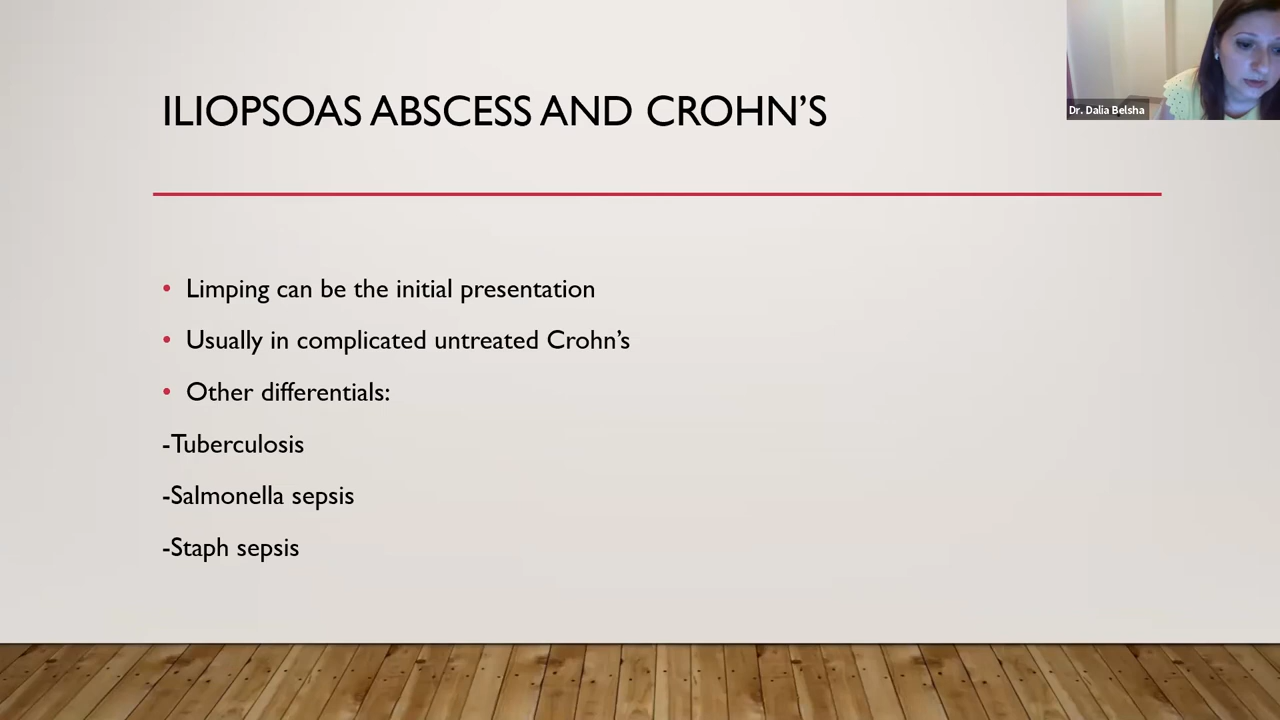 ILIOPSOAS ABSCESS AND CROHN’S
Dr. Dalia Belsha
• Limping can be the initial presentation
• Usually in complicated untreated Crohn’s
• Other differentials:
-Tuberculosis
-Salmonella sepsis
-Staph sepsis